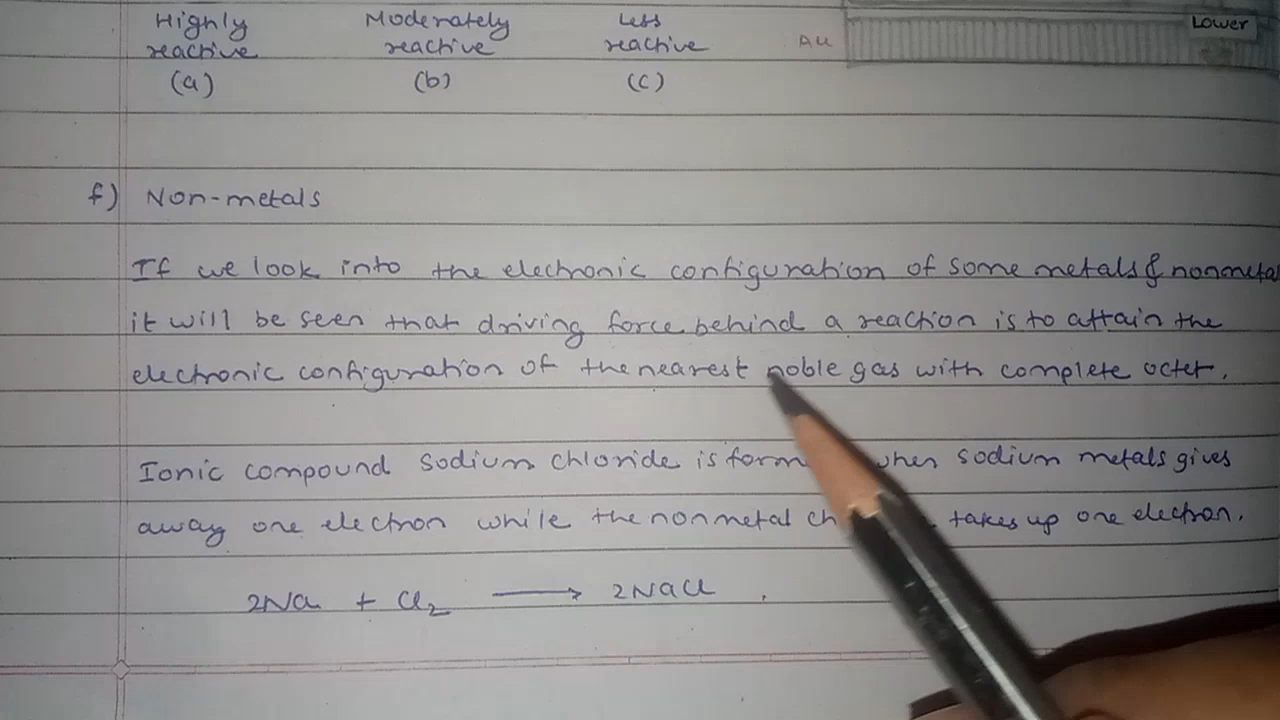 Highly Moderately Less Lower
reactive reactive reactive Au
(a) (b) (c)
f) Non-metals
If we look into the electronic configuration of some metals & nonmetal
it will be seen that driving force behind a reaction is to attain the
electronic configuration of the nearest noble gas with complete octet.
Ionic compound sodium chloride is form when sodium metals gives
away one electron while the nonmetal ch takes up one electron.
2Na + Cl₂ ⟶ 2NaCl .